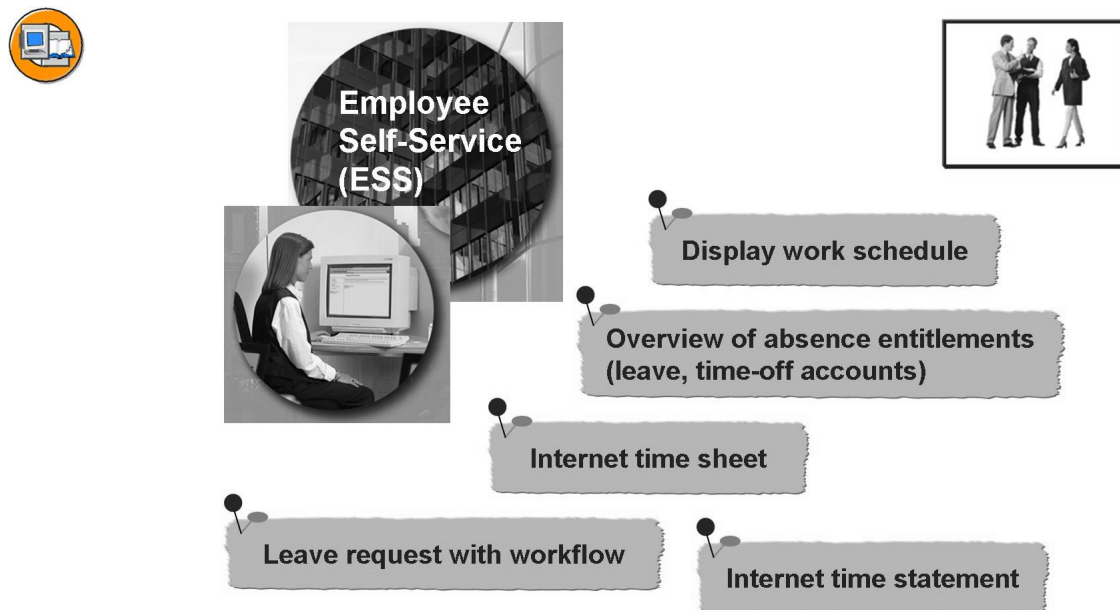 Employee
Self-Service
(ESS)
Display work schedule
Overview of absence entitlements
(leave, time-off accounts)
Internet time sheet
Leave request with workflow
Internet time statement